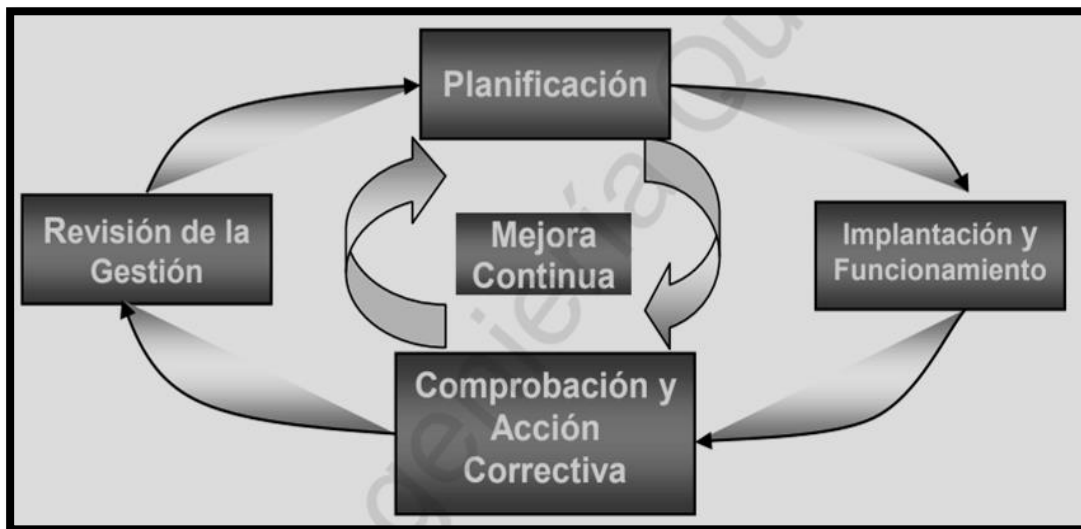 Planificación
Revisión de la
Gestión
Mejora
Continua
Implantación y
Funcionamiento
Comprobación y
Acción
Correctiva